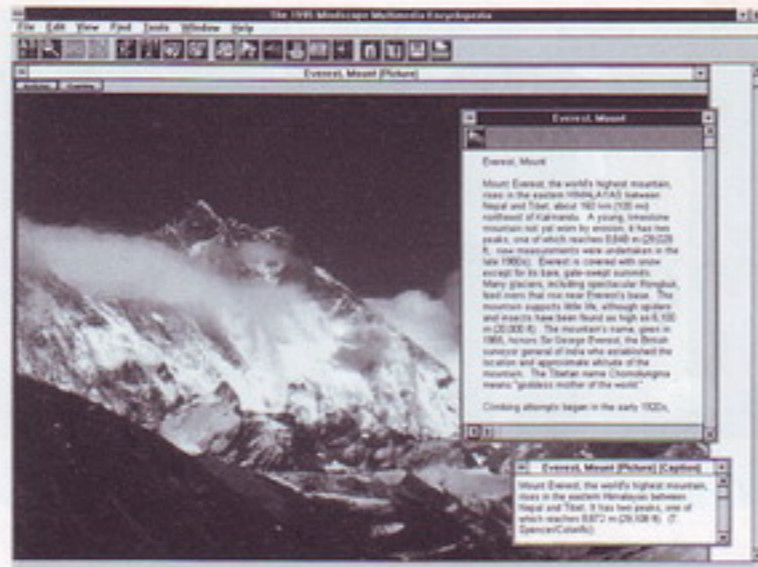 The 1995 Mindscape Multimedia Encyclopedia
File Edit View Find Tools Window Help
Everest, Mount (Picture)
Everest, Mount
Everest, Mount
Mount Everest, the world's highest mountain,
rises in the eastern HIMALAYAS between
Nepal and Tibet, about 160 km (100 mi)
northeast of Katmandu. A young, limestone
mountain not yet worn by erosion, it has two
peaks, one of which reaches 8,848 m (29,028
ft; new measurements were undertaken in the
late 1980s). Everest is covered with snow
except for its bare, gale-swept summits.
Many glaciers, including spectacular Rongbuk,
feed rivers that rise near Everest's base. The
mountain supports little life, although spiders
and insects have been found as high as 6,100
m (20,000 ft). The mountain's name, given in
honors Sir George Everest, the British
surveyor general of India who established the
location and approximate altitude of the
mountain. The Tibetan name Chomolungma
means "goddess mother of the world"
Climbing attempts began in the early 1920s,
Everest, Mount (Picture) (Caption)
Mount Everest, the world's highest mountain,
rises in the eastern Himalayas between
Nepal and Tibet. It has two peaks, one of
which reaches 8,872 m (29,108 ft). (T.